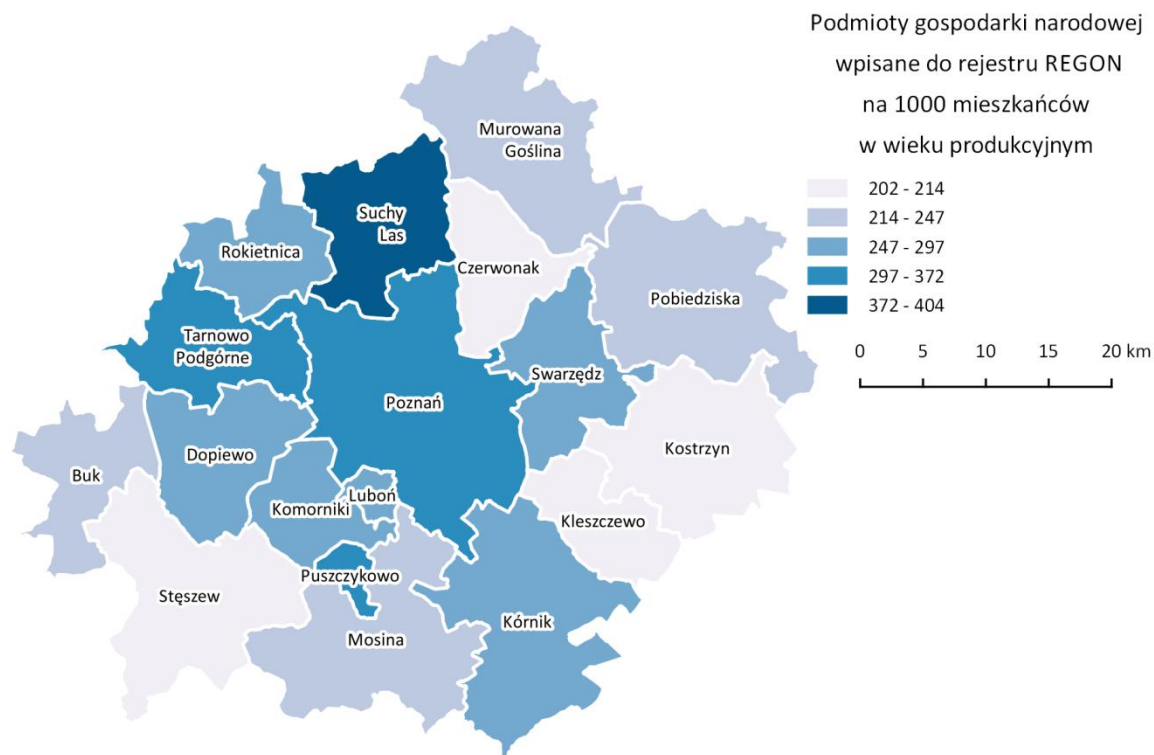 Podmioty gospodarki narodowej
wpisane do rejestru REGON
na 1000 mieszkańców
w wieku produkcyjnym
202 - 214
214 - 247
247 - 297
297 - 372
372 - 404
0 5 10 15 20 km
Murowana
Goślina
Suchy
Las
Rokietnica
Czerwonak
Pobiedziska
Tarnowo
Podgórne
Swarzędz
Poznań
Kostrzyn
Dopiewo
Buk
Luboń
Komorniki
Kleszczewo
Puszczykowo
Stęszew
Kórnik
Mosina